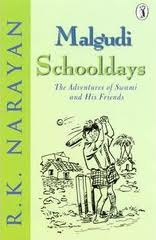 R. K. NARAYAN
Malgudi
Schooldays
The Adventures of Swami
and His Friends